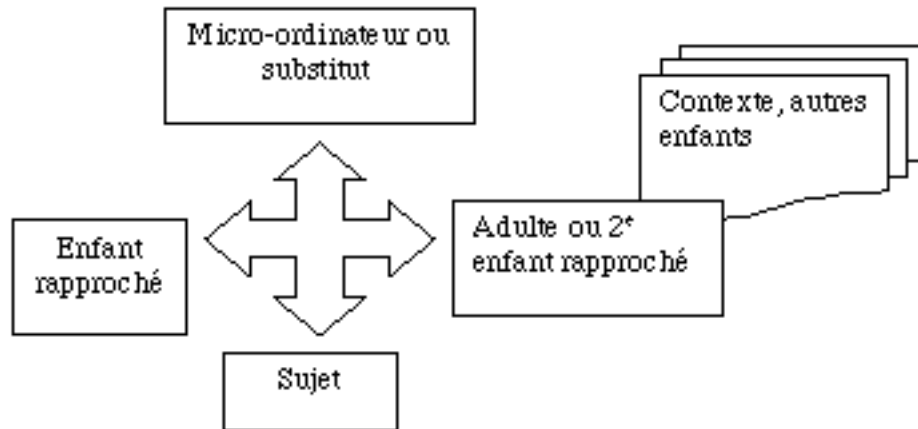 Micro-ordinateur ou
substitut
Contexte, autres
enfants
Enfant
rapproché
Adulte ou 2e
enfant rapproché
Sujet